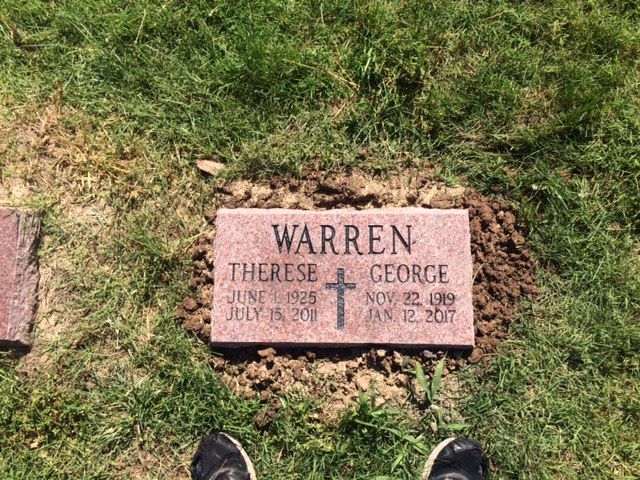 WARREN
THERESE GEORGE
JUNE 1, 1925 NOV. 22, 1919
JULY 15, 2011 JAN. 12, 2017